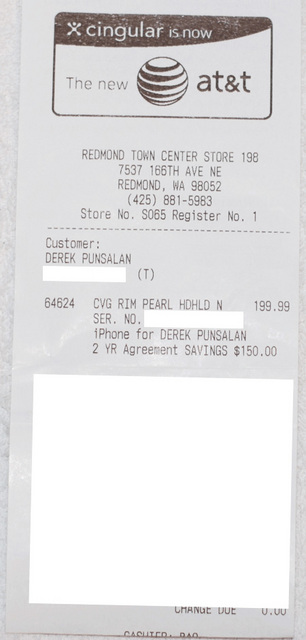 cingular is now
The new at&t
REDMOND TOWN CENTER STORE 198
7537 166TH AVE NE
REDMOND, WA 98052
(425) 881-5983
Store No. S065 Register No. 1
Customer:
DEREK PUNSALAN
(T)
64624 CVG RIM PEARL HDHLD N 199.99
SER. NO.
iPhone for DEREK PUNSALAN
2 YR Agreement SAVINGS $150.00
CHANGE DUE 0.00